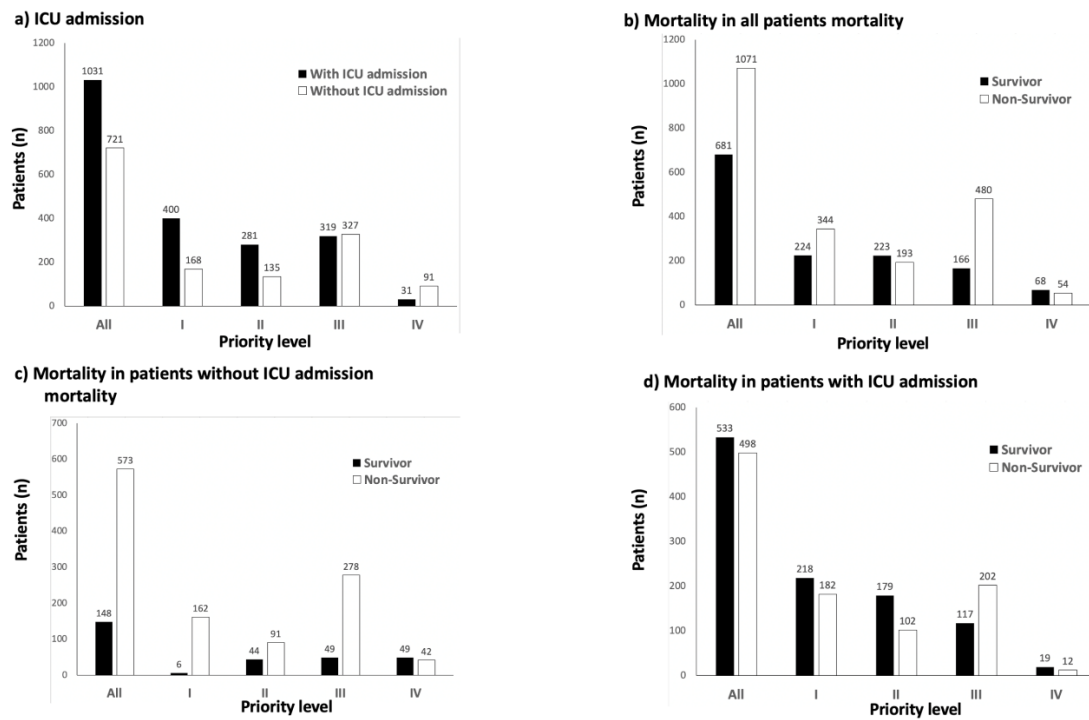 a) ICU admission
1200
1031
With ICU admission
Without ICU admission
1000
800
721
600
400
400
319
327
281
200
168
135
91
31
0
All
I
II
III
IV
Patients (n)
Priority level
b) Mortality in all patients mortality
1200
1071
Survivor
Non-Survivor
1000
800
681
600
480
400
344
224
223
193
200
166
68
54
0
All
I
II
III
IV
Patients (n)
Priority level
c) Mortality in patients without ICU admission
mortality
700
600
573
Survivor
Non-Survivor
500
400
300
278
200
148
162
100
91
44
49
49
42
6
0
All
I
II
III
IV
Patients (n)
Priority level
d) Mortality in patients with ICU admission
600
533
498
Survivor
Non-Survivor
500
400
300
218
182
179
202
200
102
117
100
19
12
0
All
I
II
III
IV
Patients (n)
Priority level